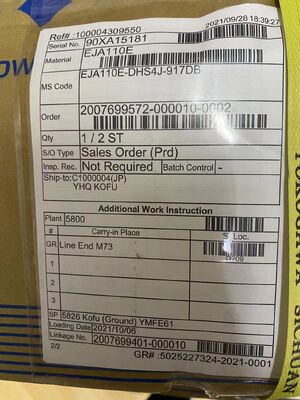 Ref#: 100004309550 2021/09/28 18:39:27
Serial No. 90XA15181
Material EJA110E
MS Code EJA110E-DHS4J-917DB
Order 2007699572-000010-0002
Qty 1 / 2 ST
S/O Type Sales Order (Prd)
Insp. Rec. Not Required Batch Control -
Ship-to:C1000004(JP)
YHQ KOFU
Additional Work Instruction
Plant 5800
# Carry-in Place S. Loc.
GR Line End M73
1
2
3
4
5
SP 5826 Kofu (Ground) YMFE61
Loading Date 2021/10/06
Linkage No. 2007699401-000010
2/2 GR#: 5025227324-2021-0001